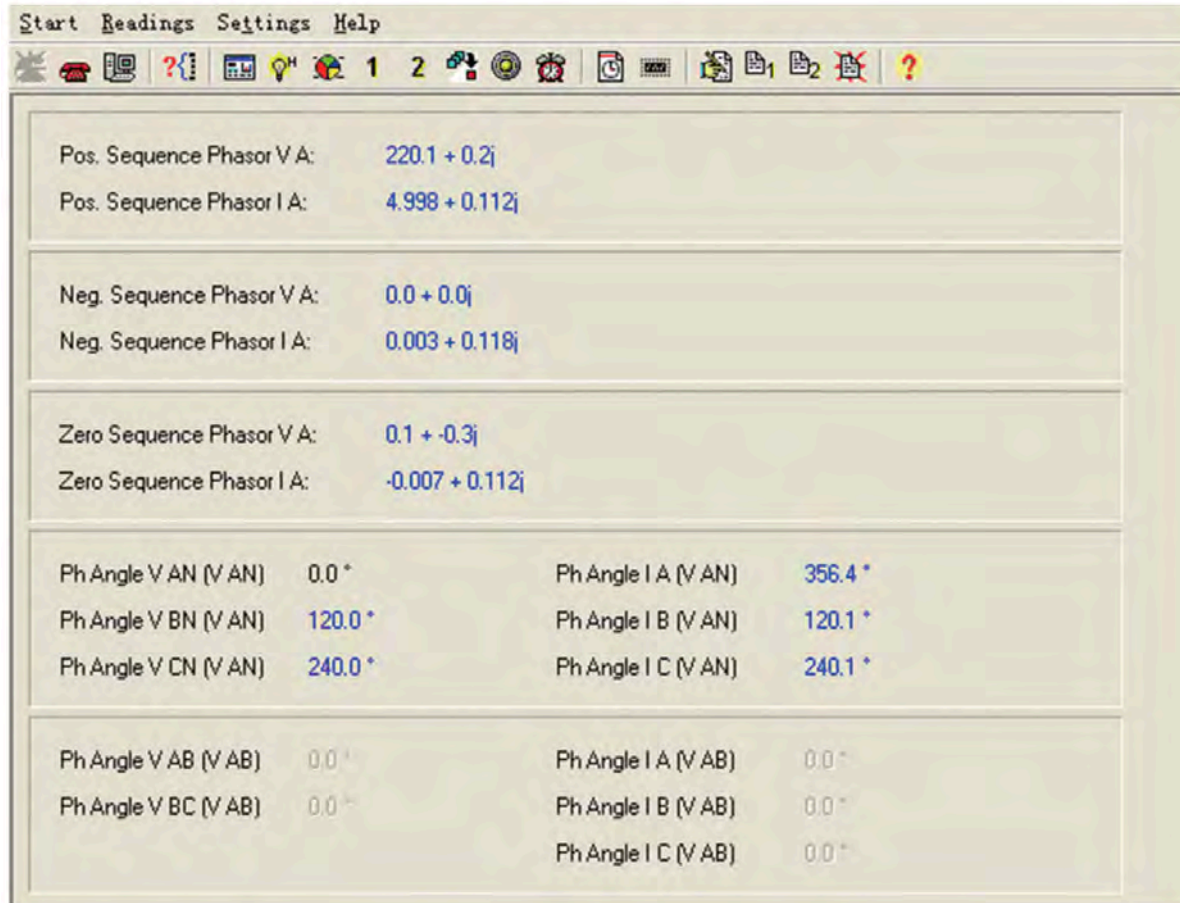 Start Readings Settings Help
?{ H 1 2 1 2 ?
Pos. Sequence Phasor V A: 220.1 + 0.2j
Pos. Sequence Phasor I A: 4.998 + 0.112j
Neg. Sequence Phasor V A: 0.0 + 0.0j
Neg. Sequence Phasor I A: 0.003 + 0.118j
Zero Sequence Phasor V A: 0.1 + -0.3j
Zero Sequence Phasor I A: -0.007 + 0.112j
Ph Angle V AN (V AN) 0.0 ° Ph Angle I A (V AN) 356.4 °
Ph Angle V BN (V AN) 120.0 ° Ph Angle I B (V AN) 120.1 °
Ph Angle V CN (V AN) 240.0 ° Ph Angle I C (V AN) 240.1 °
Ph Angle V AB (V AB) 0.0 ° Ph Angle I A (V AB) 0.0 °
Ph Angle V BC (V AB) 0.0 ° Ph Angle I B (V AB) 0.0 °
Ph Angle I C (V AB) 0.0 °